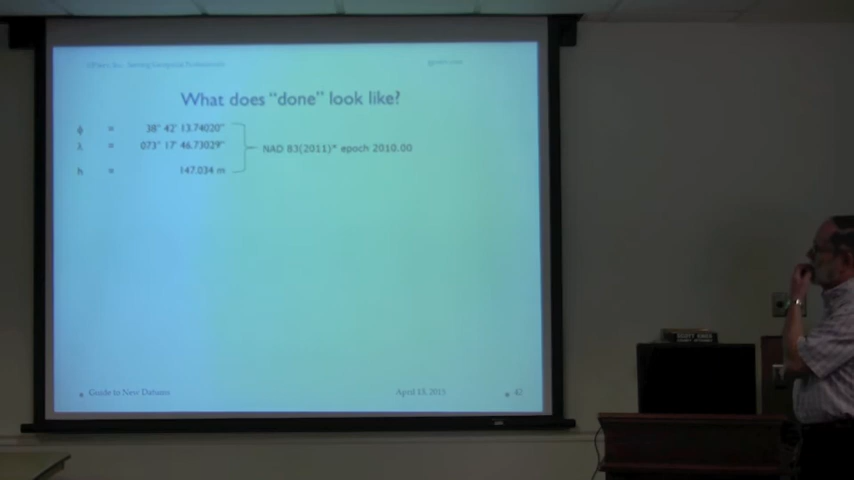 What does "done" look like?
ϕ = 38° 42' 13.74020"
λ = 073° 17' 46.73029"
NAD 83(2011)* epoch 2010.00
h = 147.034 m
Guide to New Datums April 15, 2015 42